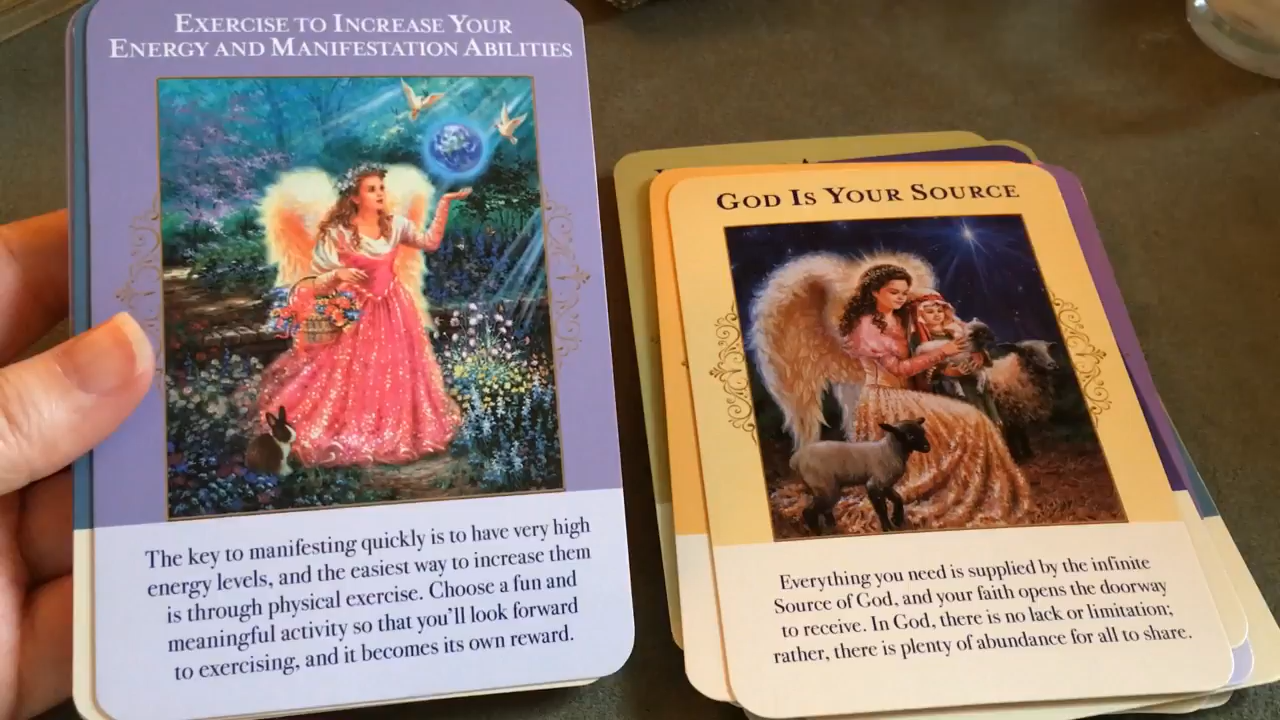 EXERCISE TO INCREASE YOUR
ENERGY AND MANIFESTATION ABILITIES
The key to manifesting quickly is to have very high
energy levels, and the easiest way to increase them
is through physical exercise. Choose a fun and
meaningful activity so that you'll look forward
to exercising, and it becomes its own reward.
GOD IS YOUR SOURCE
Everything you need is supplied by the infinite
Source of God, and your faith opens the doorway
to receive. In God, there is no lack or limitation;
rather, there is plenty of abundance for all to share.